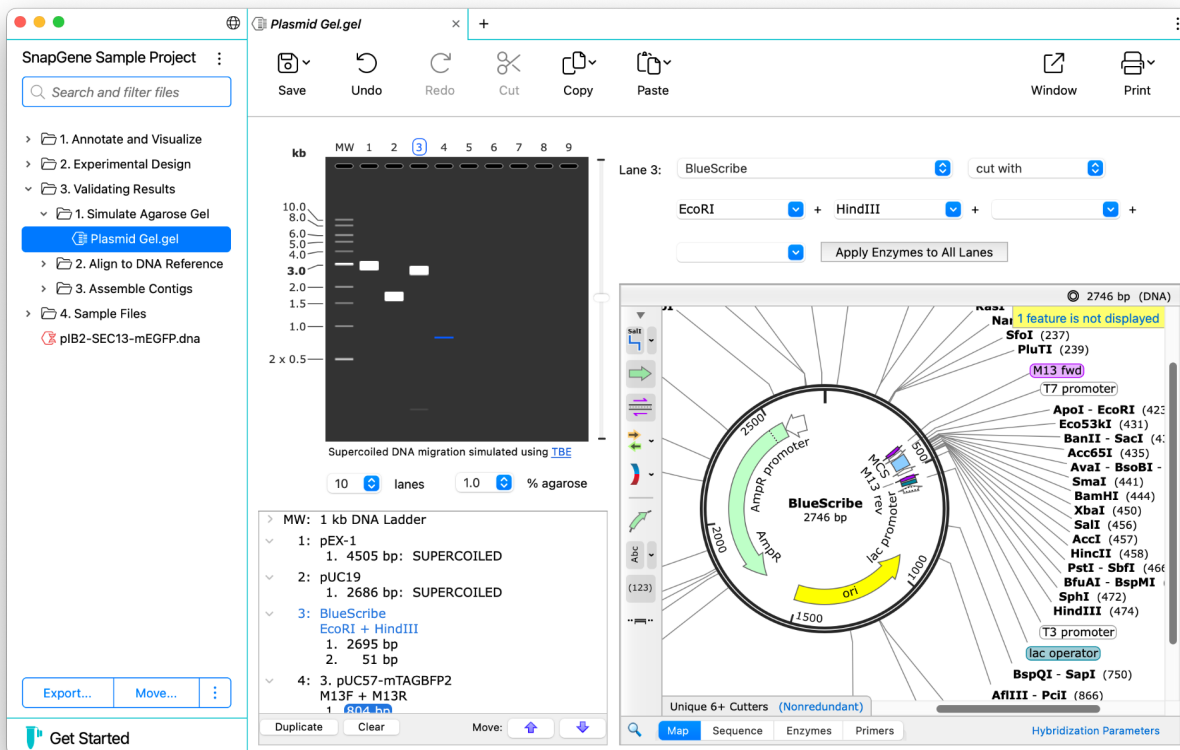 Plasmid Gel.gel
SnapGene Sample Project
Search and filter files
1. Annotate and Visualize
2. Experimental Design
3. Validating Results
1. Simulate Agarose Gel
Plasmid Gel.gel
2. Align to DNA Reference
3. Assemble Contigs
4. Sample Files
pIB2-SEC13-mEGFP.dna
Export...
Move...
Get Started
Save
Undo
Redo
Cut
Copy
Paste
Window
Print
kb
MW 1 2 3 4 5 6 7 8 9
10.0
8.0
6.0
5.0
4.0
3.0
2.0
1.5
1.0
2 x 0.5
Supercoiled DNA migration simulated using TBE
10 lanes 1.0 % agarose
MW: 1 kb DNA Ladder
1: pEX-1
1. 4505 bp: SUPERCOILED
2: pUC19
1. 2686 bp: SUPERCOILED
3: BlueScribe
EcoRI + HindIII
1. 2695 bp
2. 51 bp
4: 3. pUC57-mTAGBFP2
M13F + M13R
1. 804 bp
Duplicate
Clear
Move:
Lane 3:
BlueScribe
cut with
EcoRI + HindIII + +
Apply Enzymes to All Lanes
2746 bp (DNA)
1 feature is not displayed
SalI
Abc
(123)
SfoI (237)
PluTI (239)
M13 fwd
T7 promoter
ApoI - EcoRI (423
Eco53kI (431)
BanII - SacI (43
Acc65I (435)
AvaI - BsoBI -
SmaI (441)
BamHI (444)
XbaI (450)
SalI (456)
AccI (457)
HincII (458)
PstI - SbfI (466
BfuAI - BspMI (
SphI (472)
HindIII (474)
T3 promoter
lac operator
BspQI - SapI (750)
AflIII - PciI (866)
2500
500
1000
1500
2000
AmpR promoter
AmpR
MCS
M13 rev
lac promoter
ori
BlueScribe
2746 bp
Unique 6+ Cutters (Nonredundant)
Map
Sequence
Enzymes
Primers
Hybridization Parameters